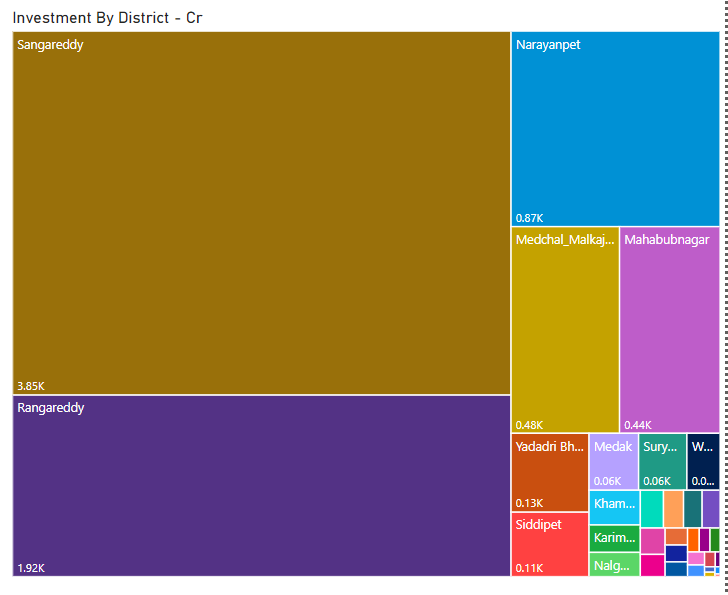 Investment By District - Cr
Sangareddy
3.85K
Rangareddy
1.92K
Narayanpet
0.87K
Medchal_Malkaj...
0.48K
Mahabubnagar
0.44K
Yadadri Bh...
0.13K
Siddipet
0.11K
Medak
0.06K
Sury...
0.06K
W...
0.0...
Kham...
Karim...
Nalg...